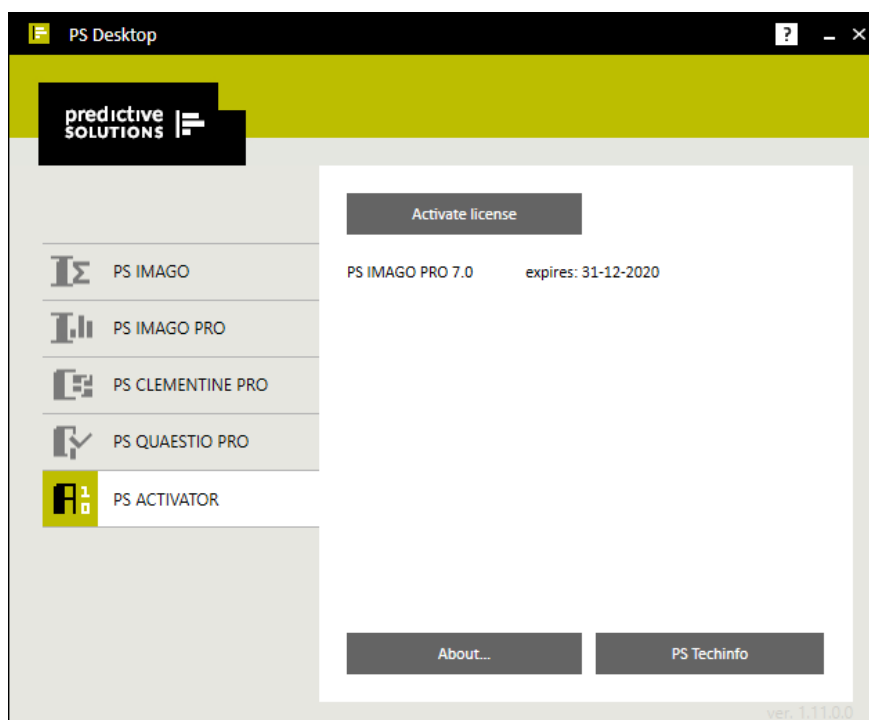 PS Desktop
?
predictive
SOLUTIONS
Activate license
PS IMAGO PRO 7.0 expires: 31-12-2020
PS IMAGO
PS IMAGO PRO
PS CLEMENTINE PRO
PS QUAESTIO PRO
PS ACTIVATOR
About...
PS Techinfo
ver. 1.11.0.0